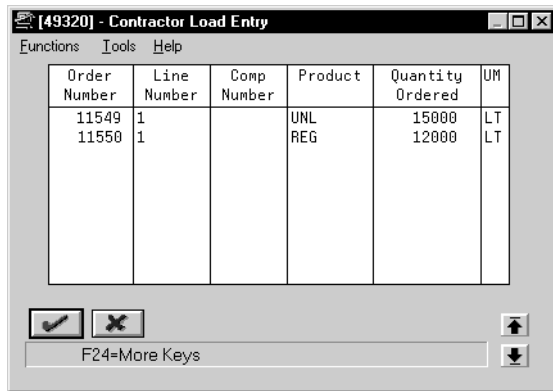 [49320] - Contractor Load Entry
Functions Tools Help
Order Number Line Number Comp Number Product Quantity Ordered UM
11549 1 UNL 15000 LT
11550 1 REG 12000 LT
F24=More Keys